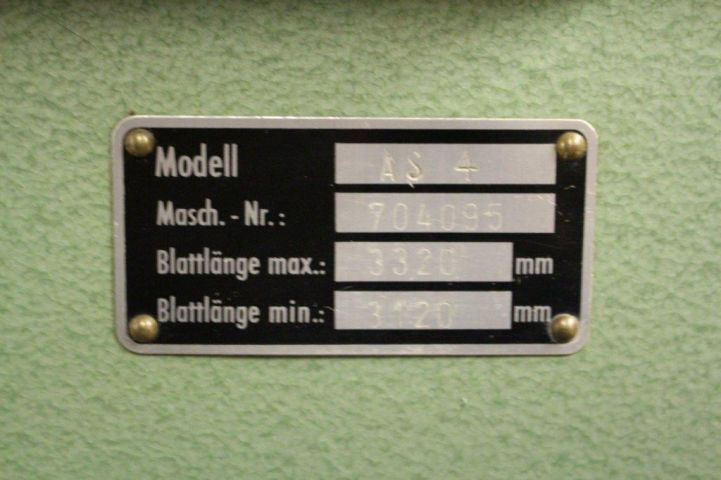 Modell AS 4
Masch. - Nr.: 704095
Blattlänge max.: 3320 mm
Blattlänge min.: 3120 mm